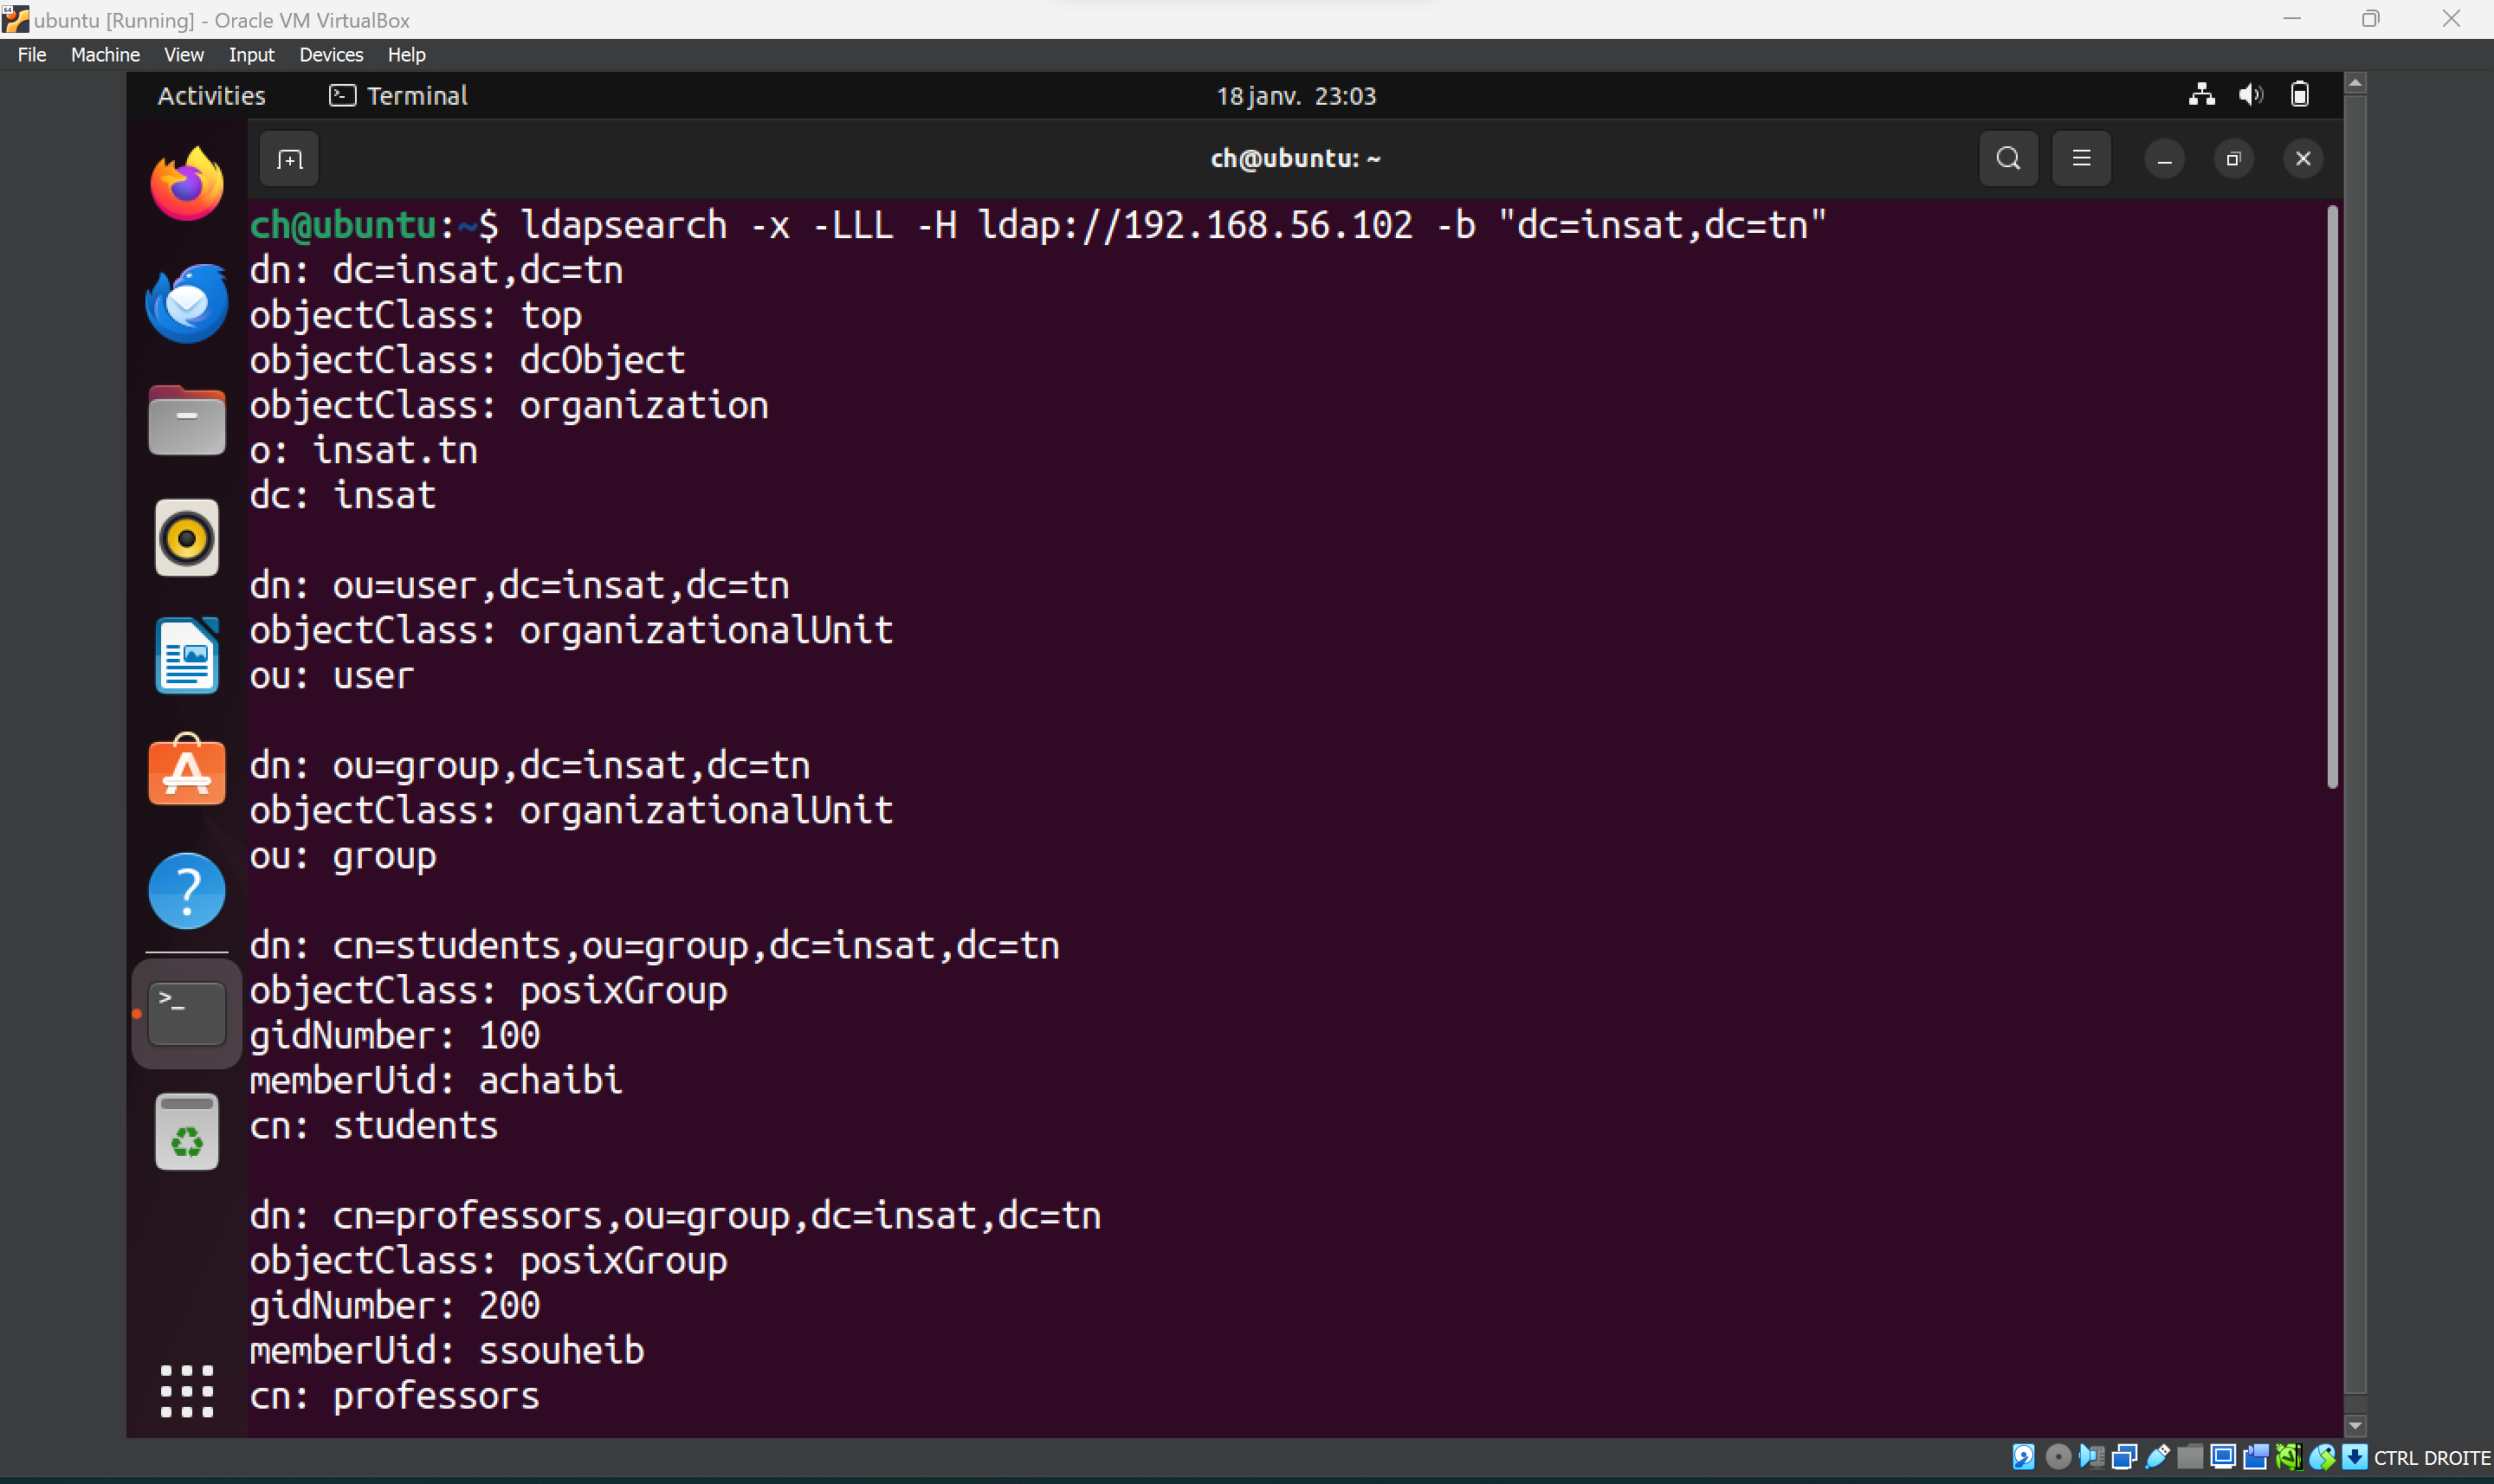 ubuntu [Running] - Oracle VM VirtualBox
File Machine View Input Devices Help
Activities Terminal 18 janv. 23:03
ch@ubuntu: ~
ch@ubuntu:~$ ldapsearch -x -LLL -H ldap://192.168.56.102 -b "dc=insat,dc=tn"
dn: dc=insat,dc=tn
objectClass: top
objectClass: dcObject
objectClass: organization
o: insat.tn
dc: insat
dn: ou=user,dc=insat,dc=tn
objectClass: organizationalUnit
ou: user
dn: ou=group,dc=insat,dc=tn
objectClass: organizationalUnit
ou: group
dn: cn=students,ou=group,dc=insat,dc=tn
objectClass: posixGroup
gidNumber: 100
memberUid: achaibi
cn: students
dn: cn=professors,ou=group,dc=insat,dc=tn
objectClass: posixGroup
gidNumber: 200
memberUid: ssouheib
cn: professors
CTRL DROITE